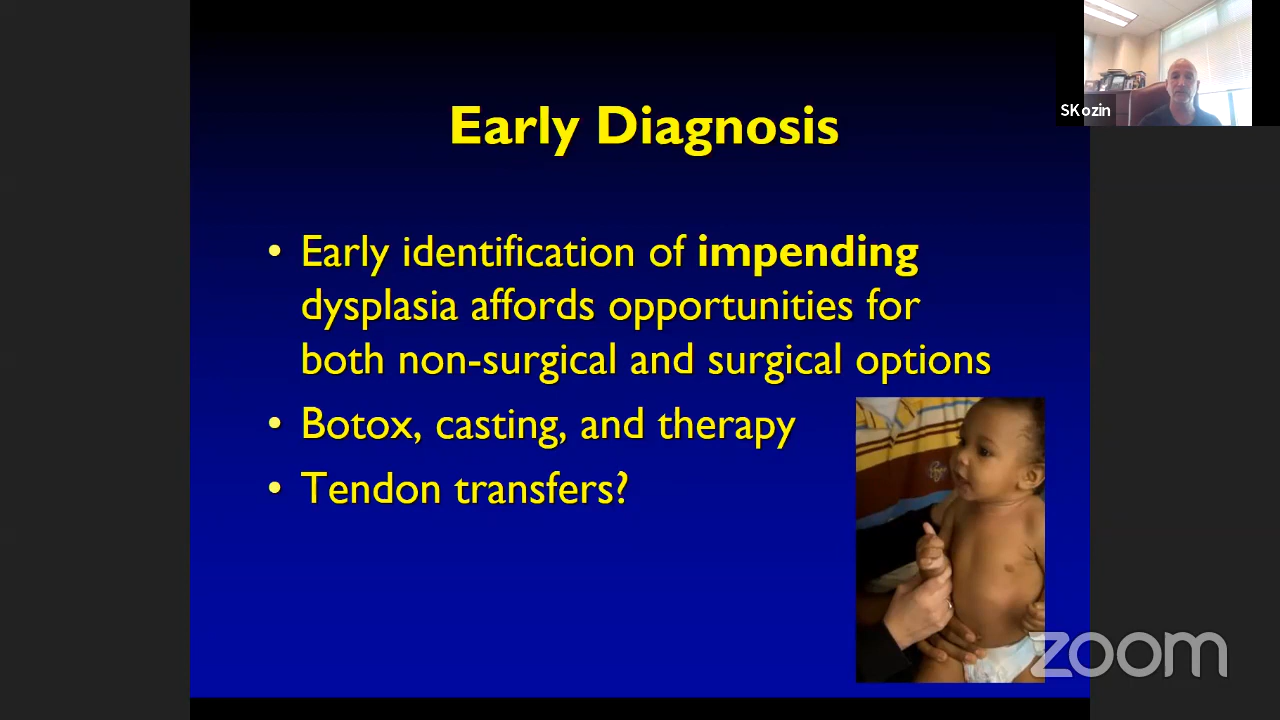 SKozin
Early Diagnosis
• Early identification of impending
dysplasia affords opportunities for
both non-surgical and surgical options
• Botox, casting, and therapy
• Tendon transfers?
zoom